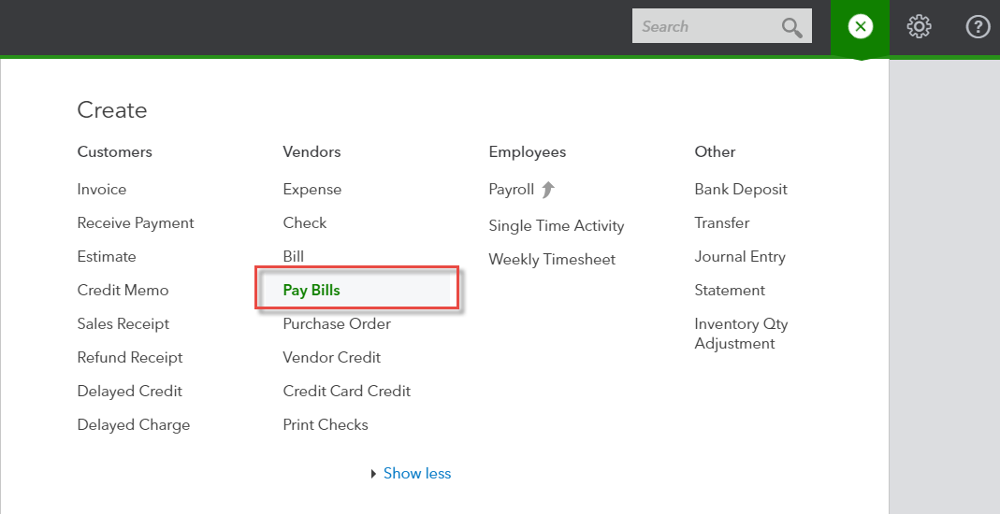 Search
?
Create
Customers
Invoice
Receive Payment
Estimate
Credit Memo
Sales Receipt
Refund Receipt
Delayed Credit
Delayed Charge
Vendors
Expense
Check
Bill
Pay Bills
Purchase Order
Vendor Credit
Credit Card Credit
Print Checks
Employees
Payroll
Single Time Activity
Weekly Timesheet
Other
Bank Deposit
Transfer
Journal Entry
Statement
Inventory Qty
Adjustment
Show less